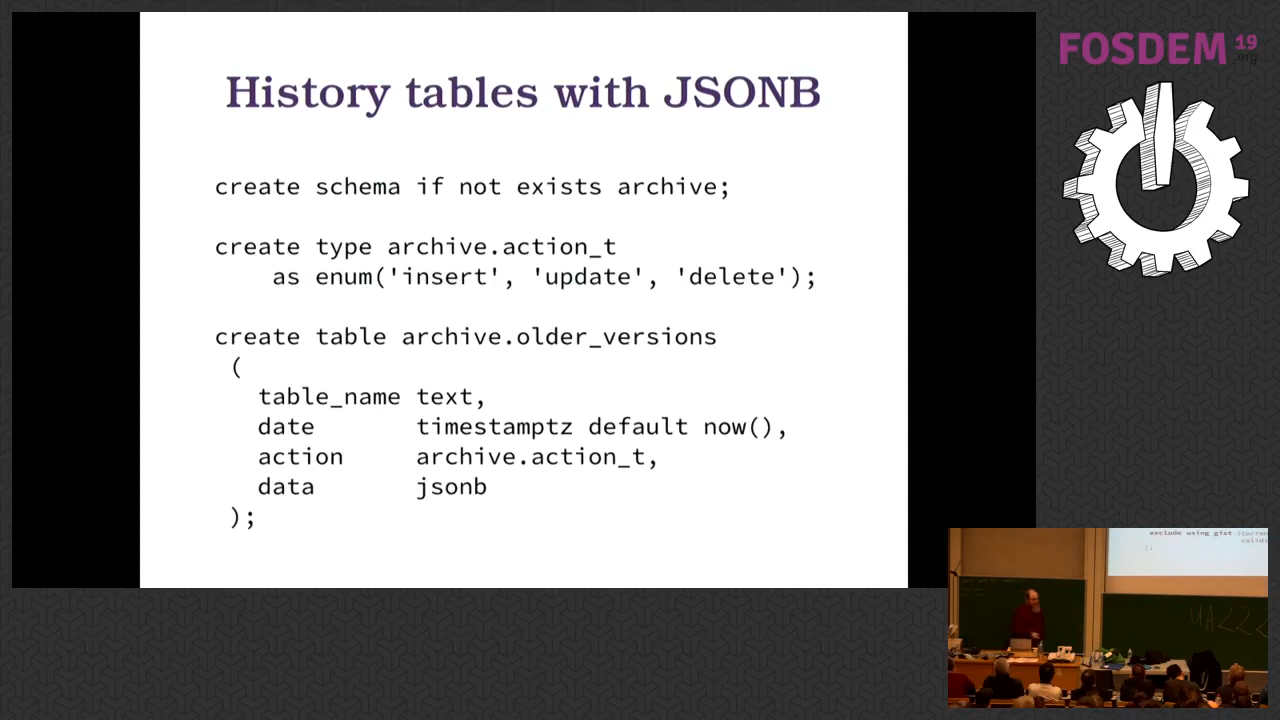 History tables with JSONB
create schema if not exists archive;
create type archive.action_t
as enum('insert', 'update', 'delete');
create table archive.older_versions
(
table_name text,
date timestamptz default now(),
action archive.action_t,
data jsonb
);
FOSDEM 19
.org
exclude using gist
);